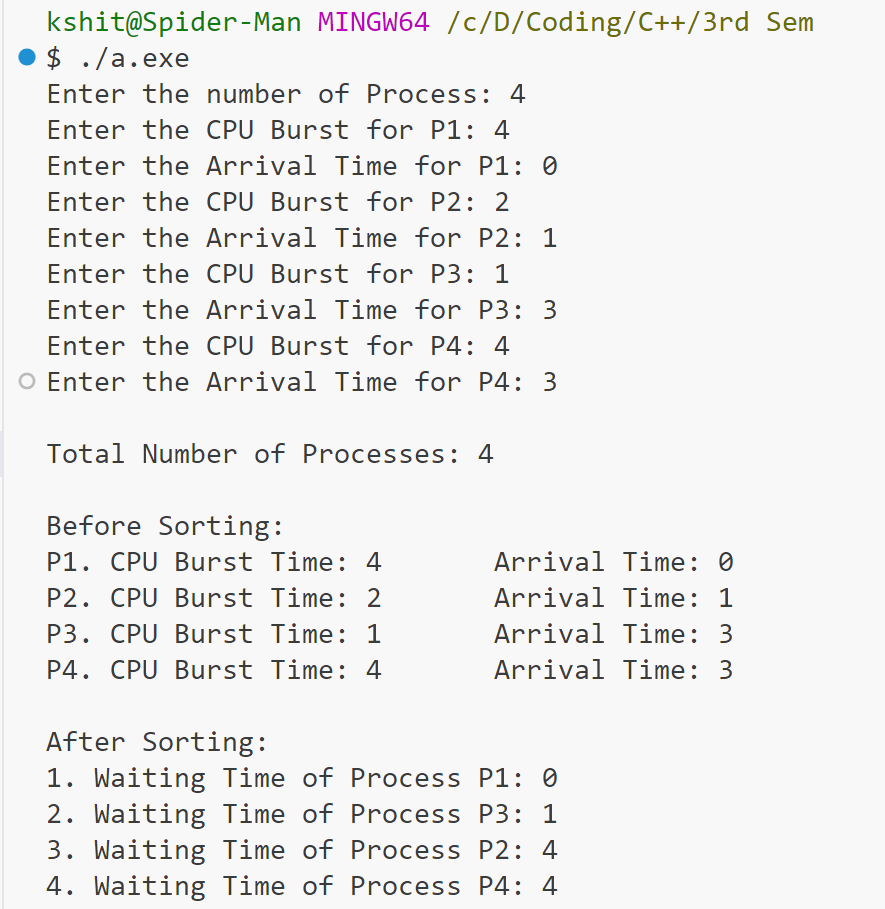 kshit@Spider-Man MINGW64 /c/D/Coding/C++/3rd Sem
$ ./a.exe
Enter the number of Process: 4
Enter the CPU Burst for P1: 4
Enter the Arrival Time for P1: 0
Enter the CPU Burst for P2: 2
Enter the Arrival Time for P2: 1
Enter the CPU Burst for P3: 1
Enter the Arrival Time for P3: 3
Enter the CPU Burst for P4: 4
Enter the Arrival Time for P4: 3
Total Number of Processes: 4
Before Sorting:
P1. CPU Burst Time: 4       Arrival Time: 0
P2. CPU Burst Time: 2       Arrival Time: 1
P3. CPU Burst Time: 1       Arrival Time: 3
P4. CPU Burst Time: 4       Arrival Time: 3
After Sorting:
1. Waiting Time of Process P1: 0
2. Waiting Time of Process P3: 1
3. Waiting Time of Process P2: 4
4. Waiting Time of Process P4: 4